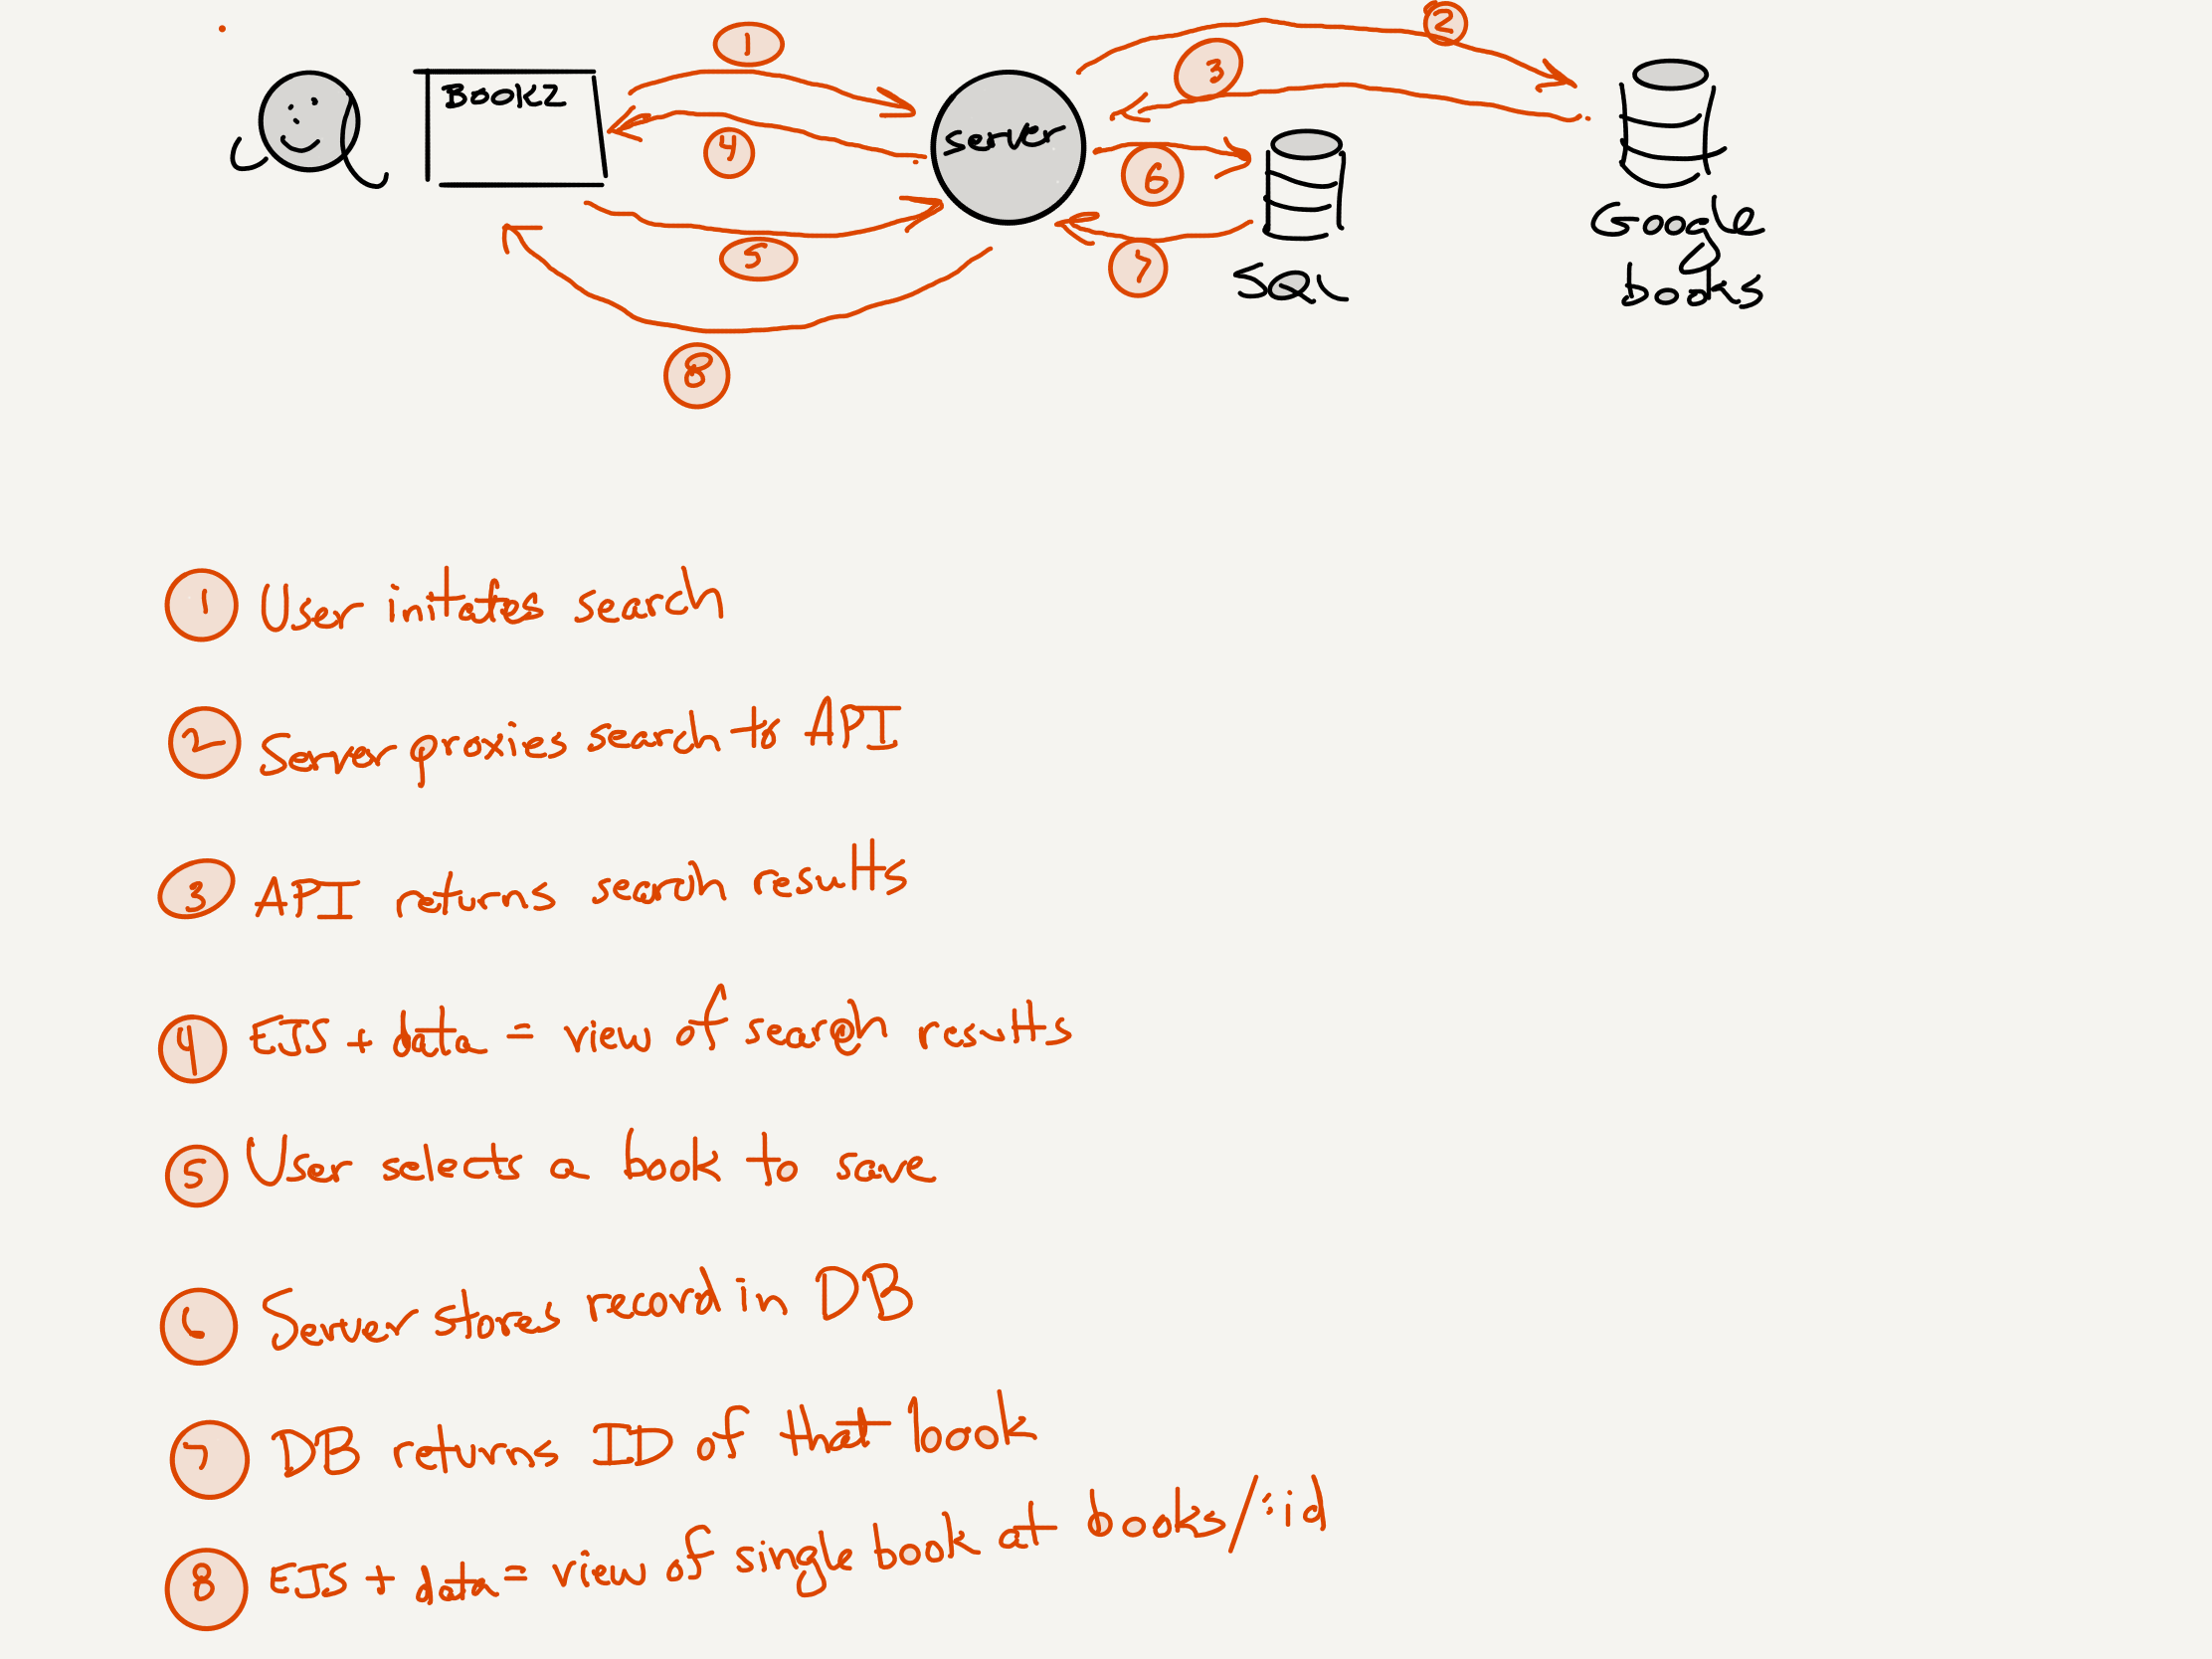 1
2
3
BOOKZ
Server
4
6
5
7
SQL
Google
books
8
1 User intates search
2 Server proxies search to API
3 API returns search results
4 EJS + data = view of search results
5 User selects a book to save
6 Server stores record in DB
7 DB returns ID of that book
8 EJS + data = view of single book at books/:id